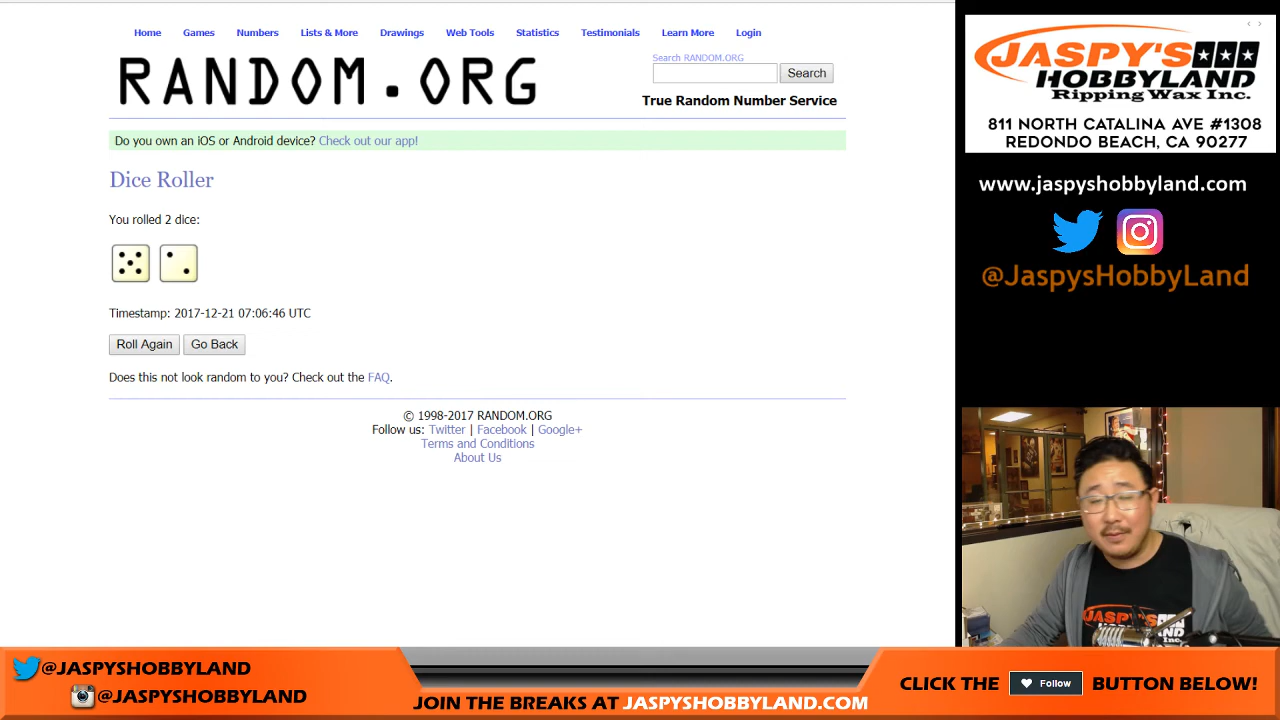 Home Games Numbers Lists & More Drawings Web Tools Statistics Testimonials Learn More Login
RANDOM.ORG
Search RANDOM.ORG
Search
True Random Number Service
Do you own an iOS or Android device? Check out our app!
Dice Roller
You rolled 2 dice:
Timestamp: 2017-12-21 07:06:46 UTC
Roll Again Go Back
Does this not look random to you? Check out the FAQ.
© 1998-2017 RANDOM.ORG
Follow us: Twitter | Facebook | Google+
Terms and Conditions
About Us
JASPY'S
HOBBYLAND
Ripping Wax Inc.
811 NORTH CATALINA AVE #1308
REDONDO BEACH, CA 90277
www.jaspyshobbyland.com
@JaspysHobbyLand
JASPY'S
HOBBYLAND
@JASPYSHOBBYLAND
@JASPYSHOBBYLAND
JOIN THE BREAKS AT JASPYSHOBBYLAND.COM
CLICK THE Follow BUTTON BELOW!